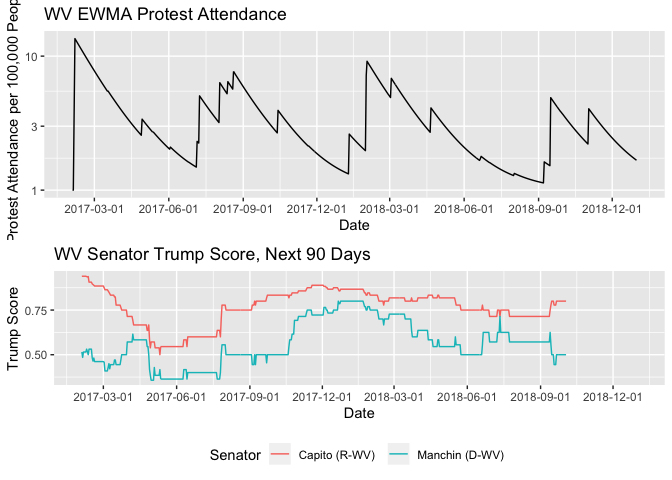 WV EWMA Protest Attendance
Protest Attendance per 100,000
10
3
1
2017-03-01 2017-06-01 2017-09-01 2017-12-01 2018-03-01 2018-06-01 2018-09-01 2018-12-01
Date
WV Senator Trump Score, Next 90 Days
Trump Score
0.75
0.50
2017-03-01 2017-06-01 2017-09-01 2017-12-01 2018-03-01 2018-06-01 2018-09-01 2018-12-01
Date
Senator Capito (R-WV) Manchin (D-WV)